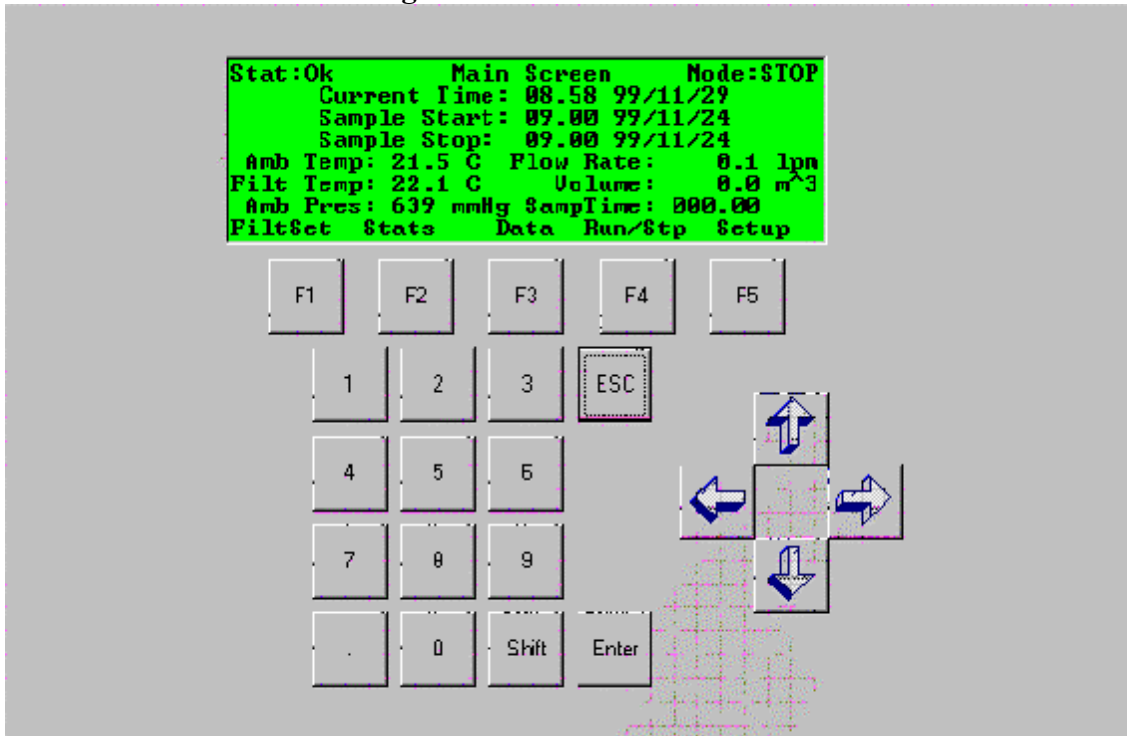 g
Stat:Ok Main Screen Mode:STOP
Current Time: 08.58 99/11/29
Sample Start: 09.00 99/11/24
Sample Stop: 09.00 99/11/24
Amb Temp: 21.5 C Flow Rate: 0.1 lpm
Filt Temp: 22.1 C Volume: 0.0 m^3
Amb Pres: 639 mmHg SampTime: 000.00
FiltSet Stats Data Run/Stp Setup
F1 F2 F3 F4 F5
1 2 3 ESC
4 5 6
7 8 9
. 0 Shift Enter